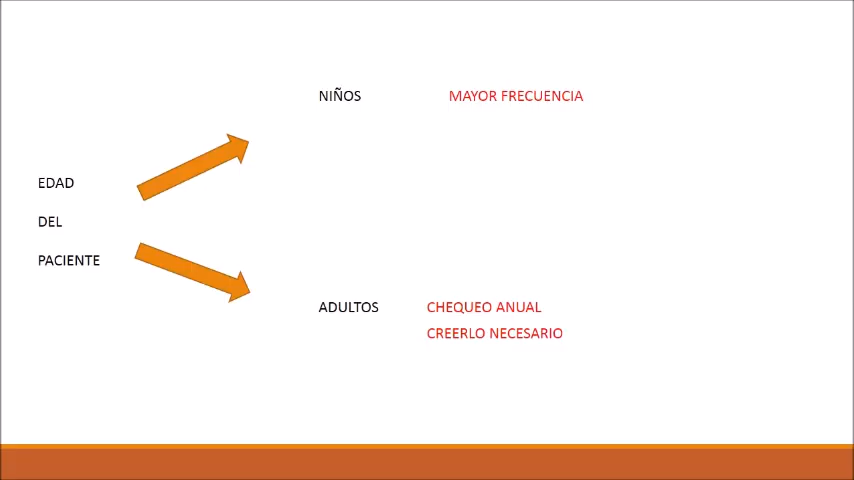 NIÑOS MAYOR FRECUENCIA
EDAD
DEL
PACIENTE
ADULTOS CHEQUEO ANUAL
CREERLO NECESARIO